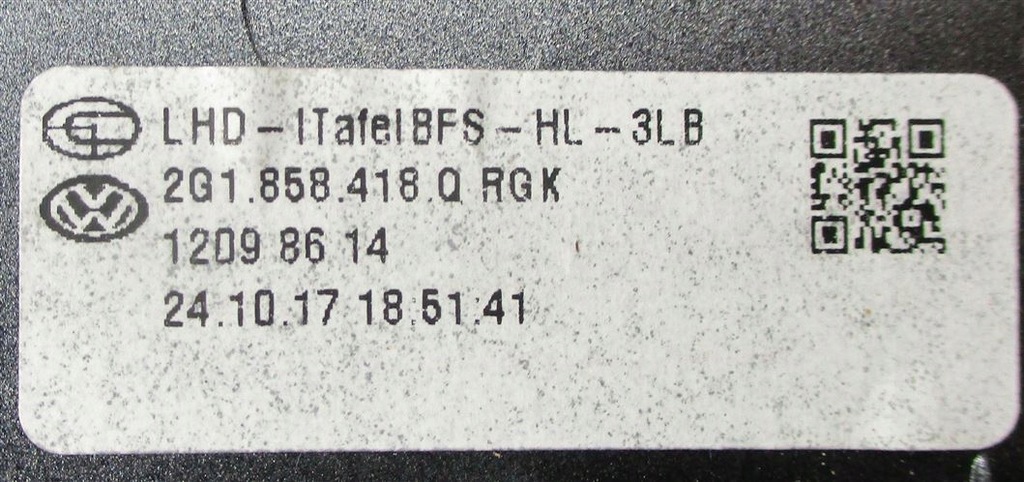 LHD - ITafelBFS - HL - 3LB
2G1.858.418.Q RGK
1209 86 14
24.10.17 18:51:41